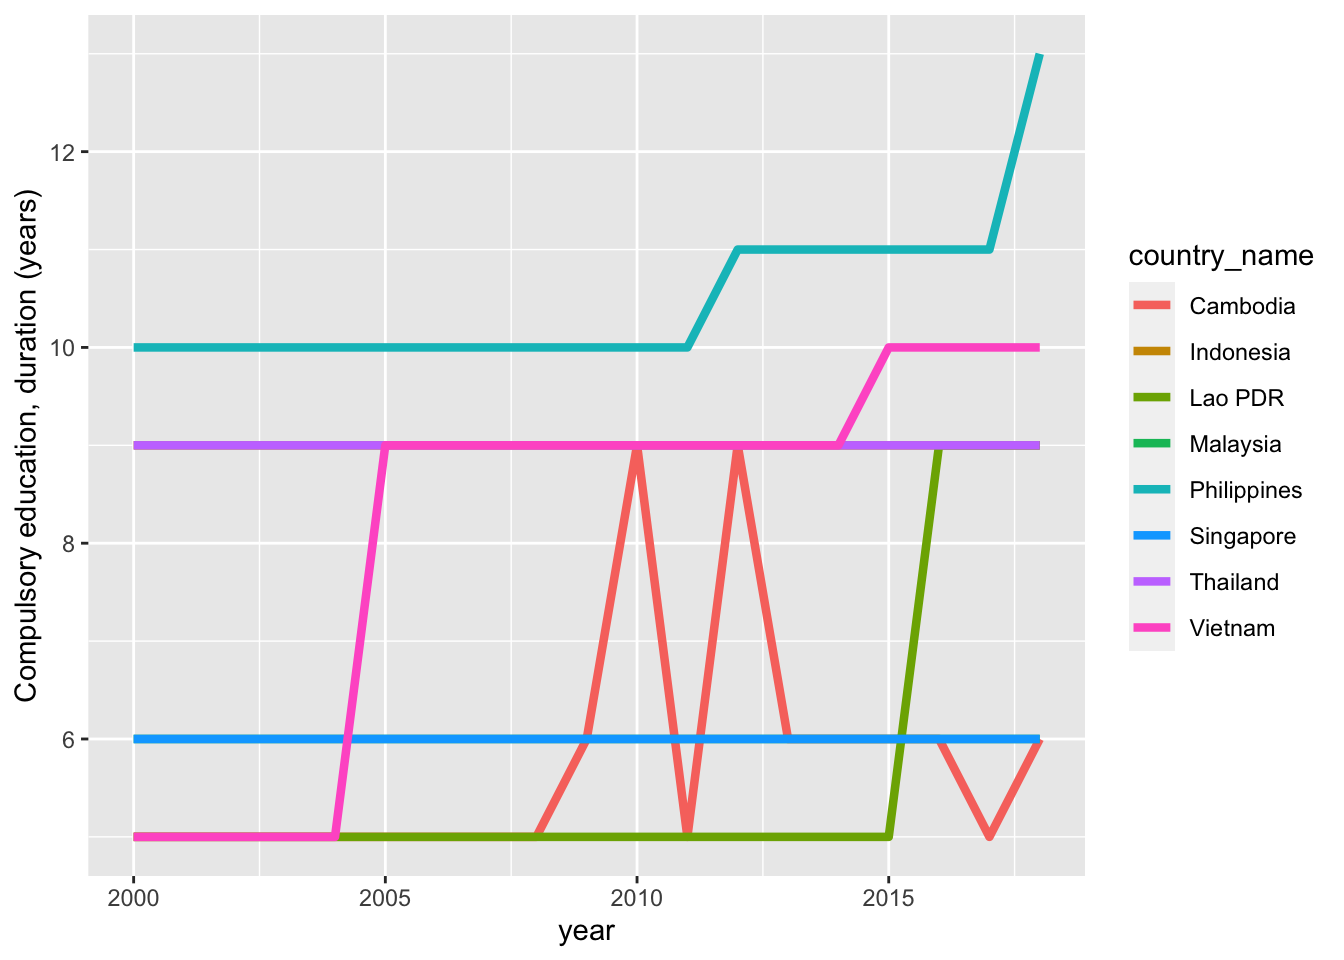 Compulsory education, duration (years)
12
10
8
6
2000 2005 2010 2015
year
country_name
Cambodia
Indonesia
Lao PDR
Malaysia
Philippines
Singapore
Thailand
Vietnam